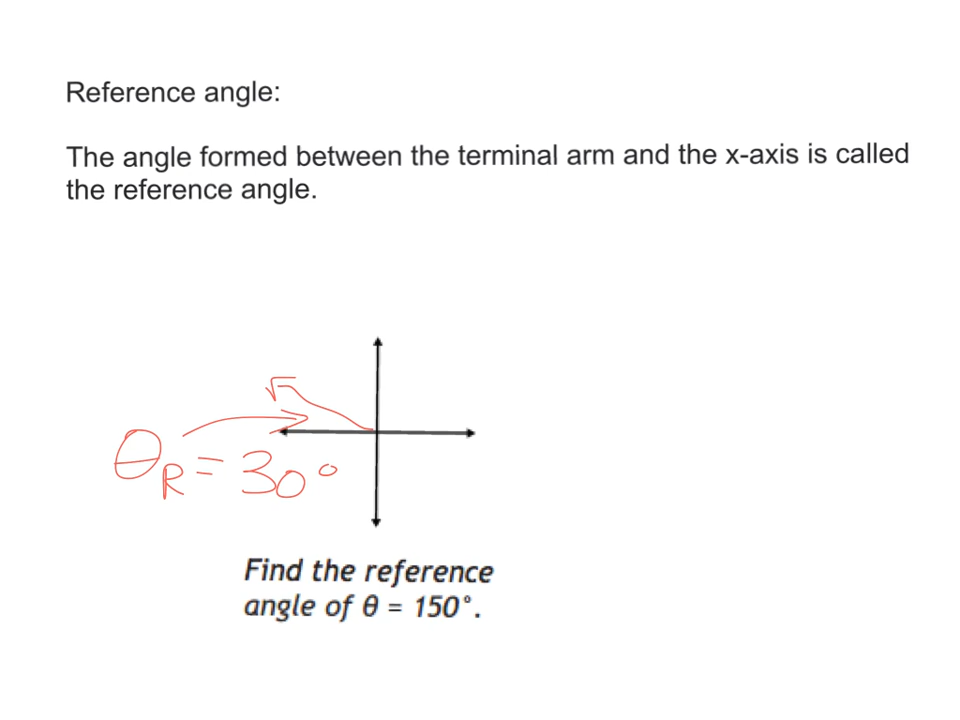 Reference angle:
The angle formed between the terminal arm and the x-axis is called
the reference angle.
θR = 30°
Find the reference
angle of θ = 150°.